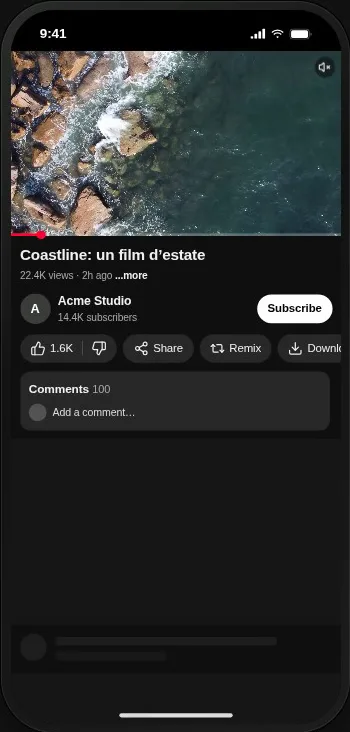 9:41
Coastline: un film d’estate
22.4K views · 2h ago ...more
A
Acme Studio
14.4K subscribers
Subscribe
1.6K
Share
Remix
Downlo
Comments 100
Add a comment…